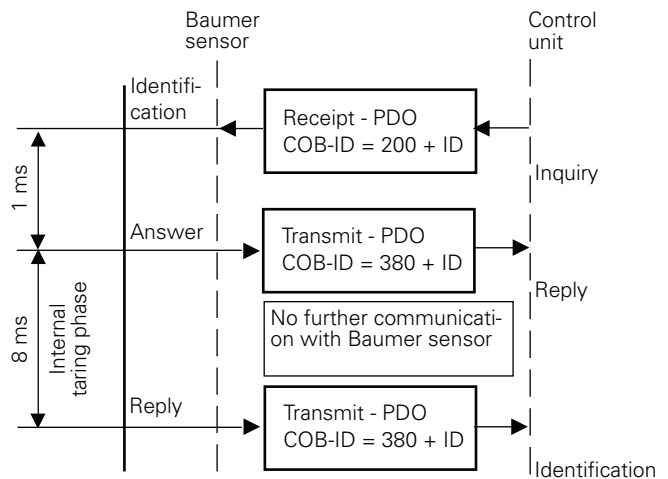 Baumer
sensor
Control
unit
Identifi-
cation
Receipt - PDO
COB-ID = 200 + ID
1 ms
Inquiry
Answer
Transmit - PDO
COB-ID = 380 + ID
Reply
8 ms
Internal
taring phase
No further communicati-
on with Baumer sensor
Reply
Transmit - PDO
COB-ID = 380 + ID
Identification